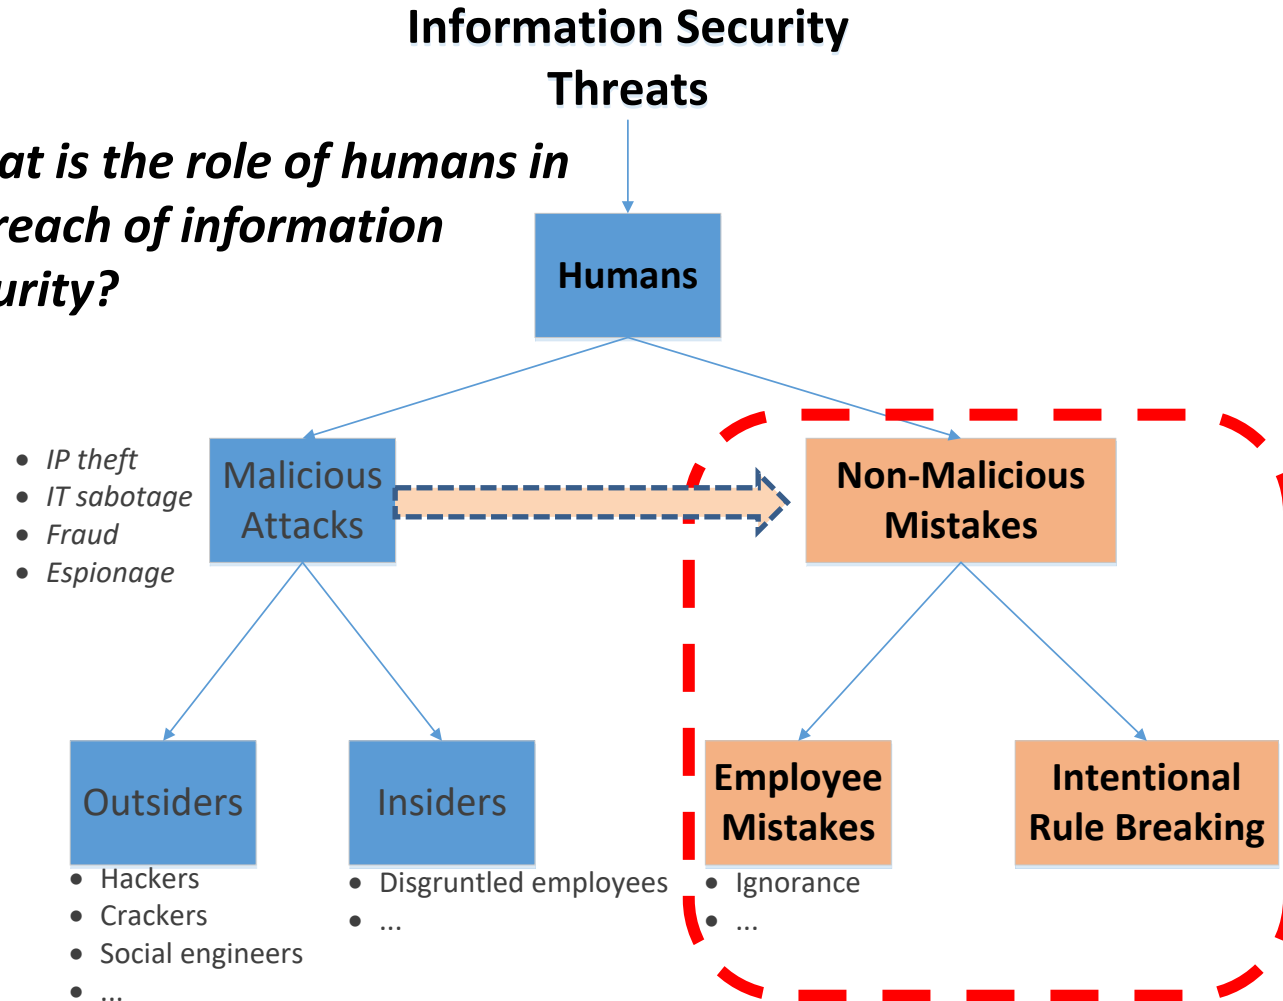 Information Security
Threats
at is the role of humans in
reach of information
urity?
Humans
• IP theft
• IT sabotage
• Fraud
• Espionage
Malicious
Attacks
Non-Malicious
Mistakes
Outsiders
Insiders
Employee
Mistakes
Intentional
Rule Breaking
• Hackers
• Crackers
• Social engineers
• ...
• Disgruntled employees
• ...
• Ignorance
• ...